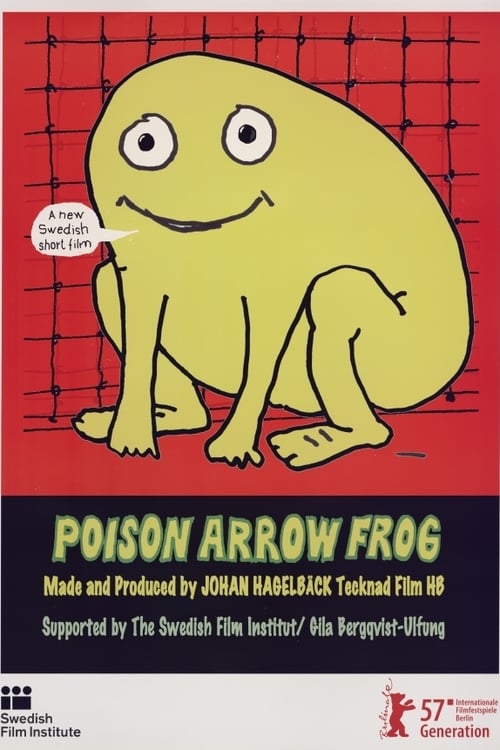 A new
Swedish
short film
POISON ARROW FROG
Made and Produced by JOHAN HAGELBÄCK Tecknad Film HB
Supported by The Swedish Film Institut/ Gila Bergqvist-Ulfung
Swedish
Film Institute
Berlinale
57 Internationale
Filmfestspiele
Berlin
Generation